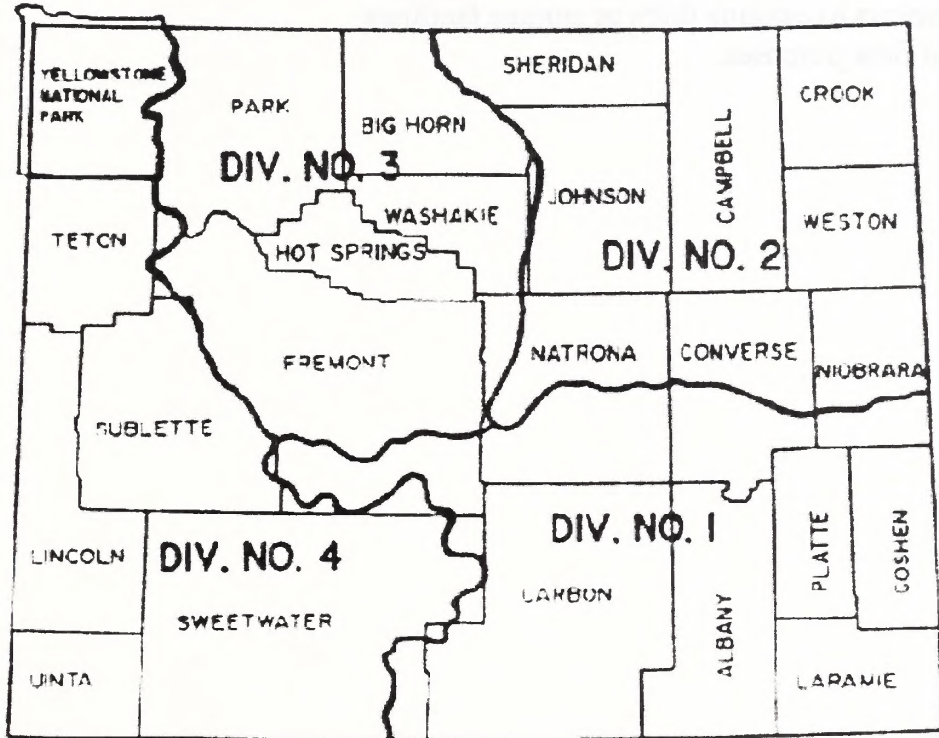 YELLOWSTONE
NATIONAL
PARK
PARK
BIG HORN
SHERIDAN
CAMPBELL
CROOK
DIV. NO. 3
TETON
HOT SPRINGS
WASHAKIE
JOHNSON
DIV. NO. 2
WESTON
SUBLETTE
FREMONT
NATRONA
CONVERSE
NIOBRARA
LINCOLN
DIV. NO. 4
SWEETWATER
UINTA
DIV. NO. 1
CARBON
ALBANY
PLATTE
GOSHEN
LARAMIE